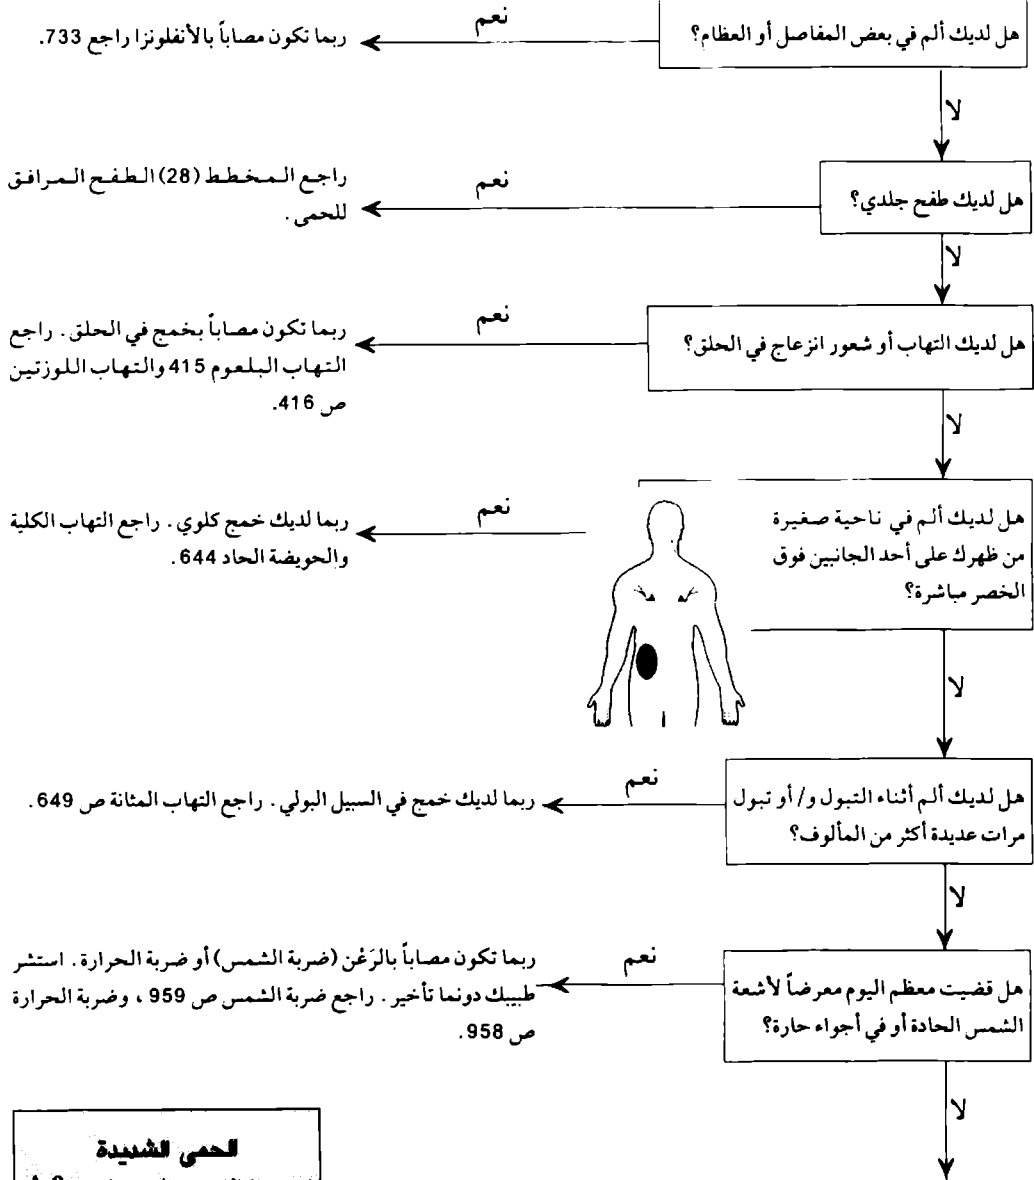 هل لديك ألم في بعض المفاصل أو العظام؟
نعم
ربما تكون مصاباً بالأنفلونزا راجع 733.
لا
هل لديك طفح جلدي؟
نعم
راجع المخطط (28) الطفح المرافق
للحمى.
لا
هل لديك التهاب أو شعور انزعاج في الحلق؟
نعم
ربما تكون مصاباً بخمج في الحلق. راجع
التهاب البلعوم 415 والتهاب اللوزتين
ص 416.
لا
هل لديك ألم في ناحية صغيرة
من ظهرك على أحد الجانبين فوق
الخصر مباشرة؟
نعم
ربما لديك خمج كلوي. راجع التهاب الكلية
والحويضة الحاد 644.
لا
هل لديك ألم أثناء التبول و/ أو تبول
مرات عديدة أكثر من المألوف؟
نعم
ربما لديك خمج في السبيل البولي. راجع التهاب المثانة ص 649.
لا
هل قضيت معظم اليوم معرضاً لأشعة
الشمس الحادة أو في أجواء حارة؟
نعم
ربما تكون مصاباً بالرَعْن (ضربة الشمس) أو ضربة الحرارة. استشر
طبيبك دونما تأخير. راجع ضربة الشمس ص 959، وضربة الحرارة
ص 958.
لا
الحمى الشديدة